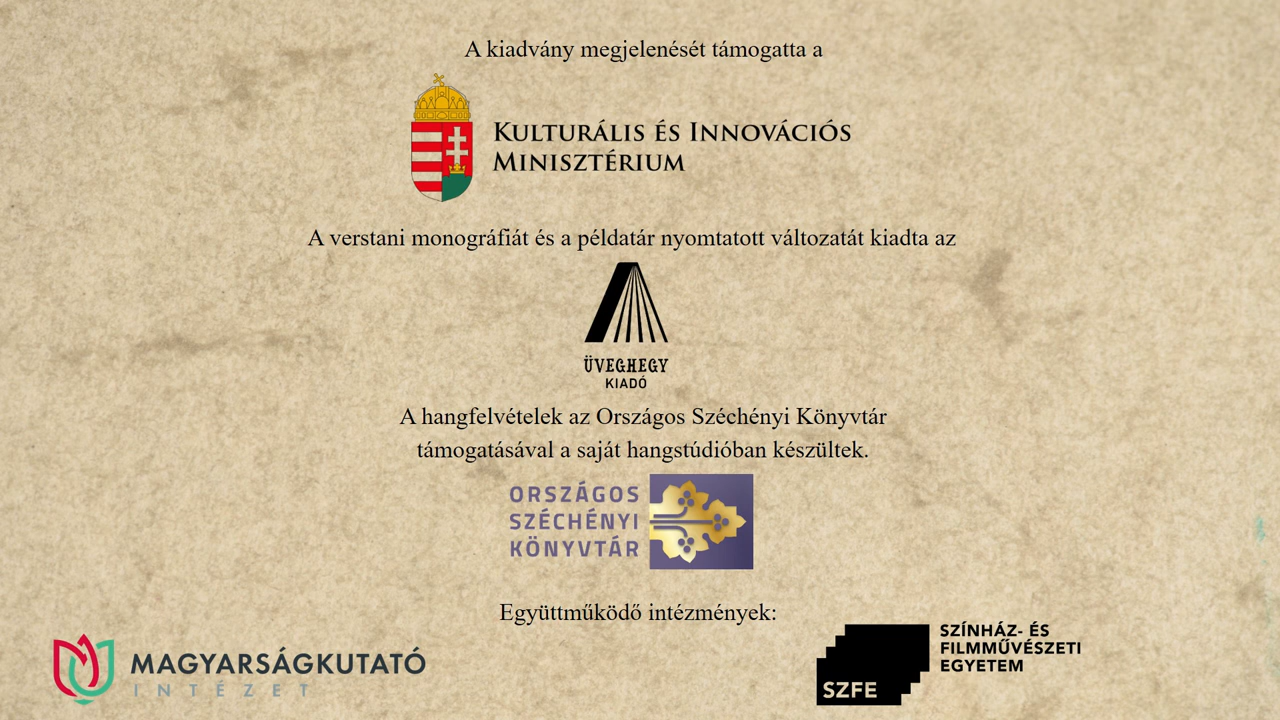 A kiadvány megjelenését támogatta a
Kulturális és Innovációs
Minisztérium
A verstani monográfiát és a példatár nyomtatott változatát kiadta az
ÜVEGHEGY
KIADÓ
A hangfelvételek az Országos Széchényi Könyvtár
támogatásával a saját hangstúdióban készültek.
ORSZÁGOS
SZÉCHÉNYI
KÖNYVTÁR
Együttműködő intézmények:
MAGYARSÁGKUTATÓ
INTÉZET
SZÍNHÁZ- ÉS
FILMMŰVÉSZETI
EGYETEM
SZFE